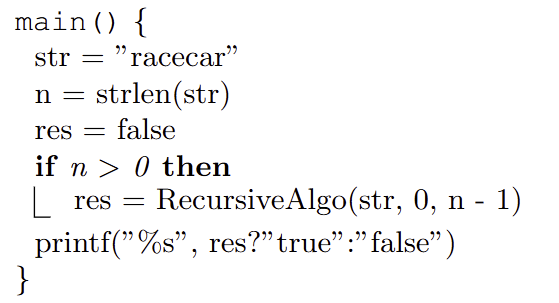 main() {
str = ”racecar”
n = strlen(str)
res = false
if n > 0 then
res = RecursiveAlgo(str, 0, n - 1)
printf(”%s”, res?”true”:”false”)
}